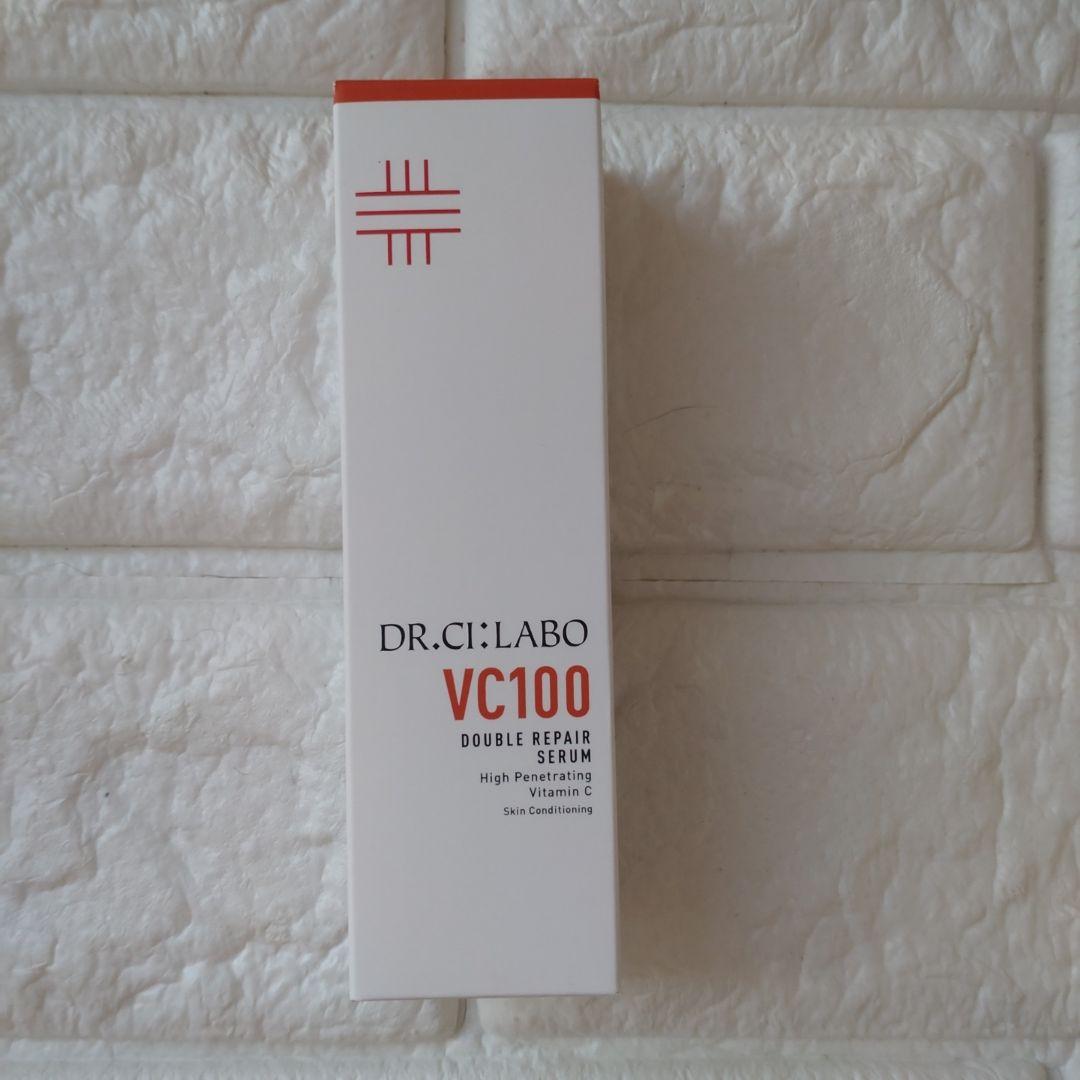 DR.CI:LABO
VC100
DOUBLE REPAIR
SERUM
High Penetrating
Vitamin C
Skin Conditioning